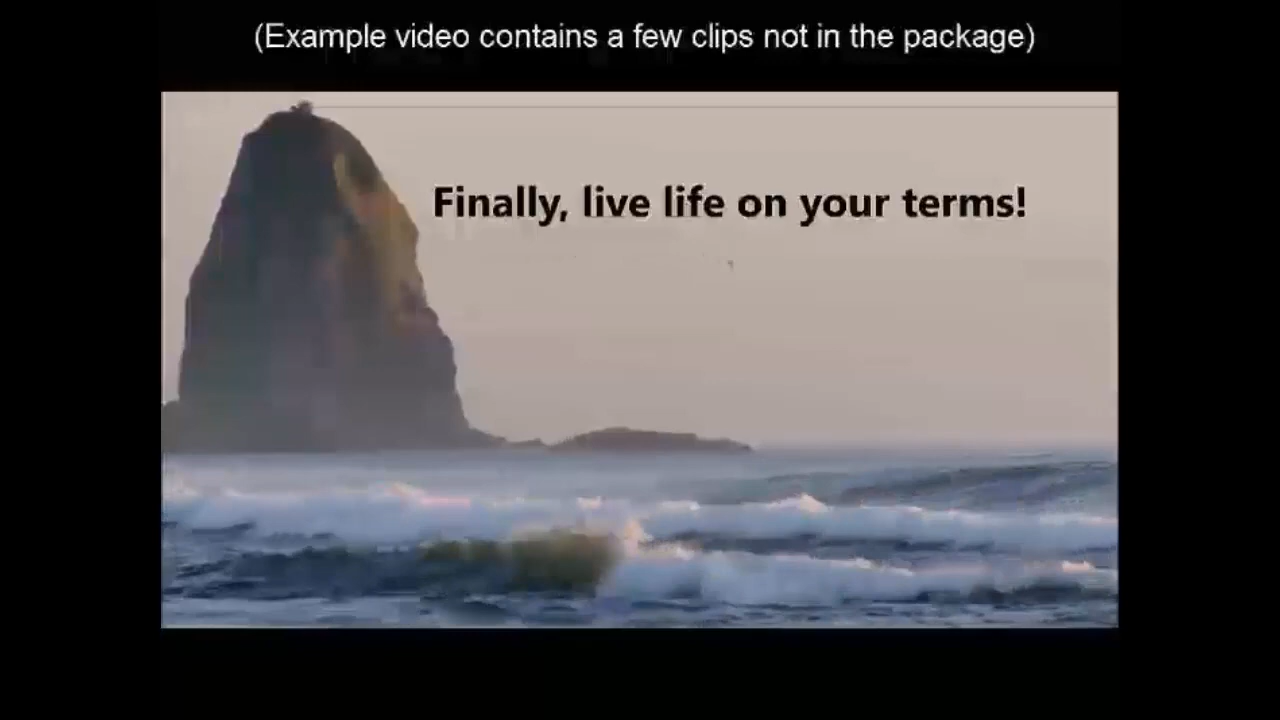 (Example video contains a few clips not in the package)
Finally, live life on your terms!